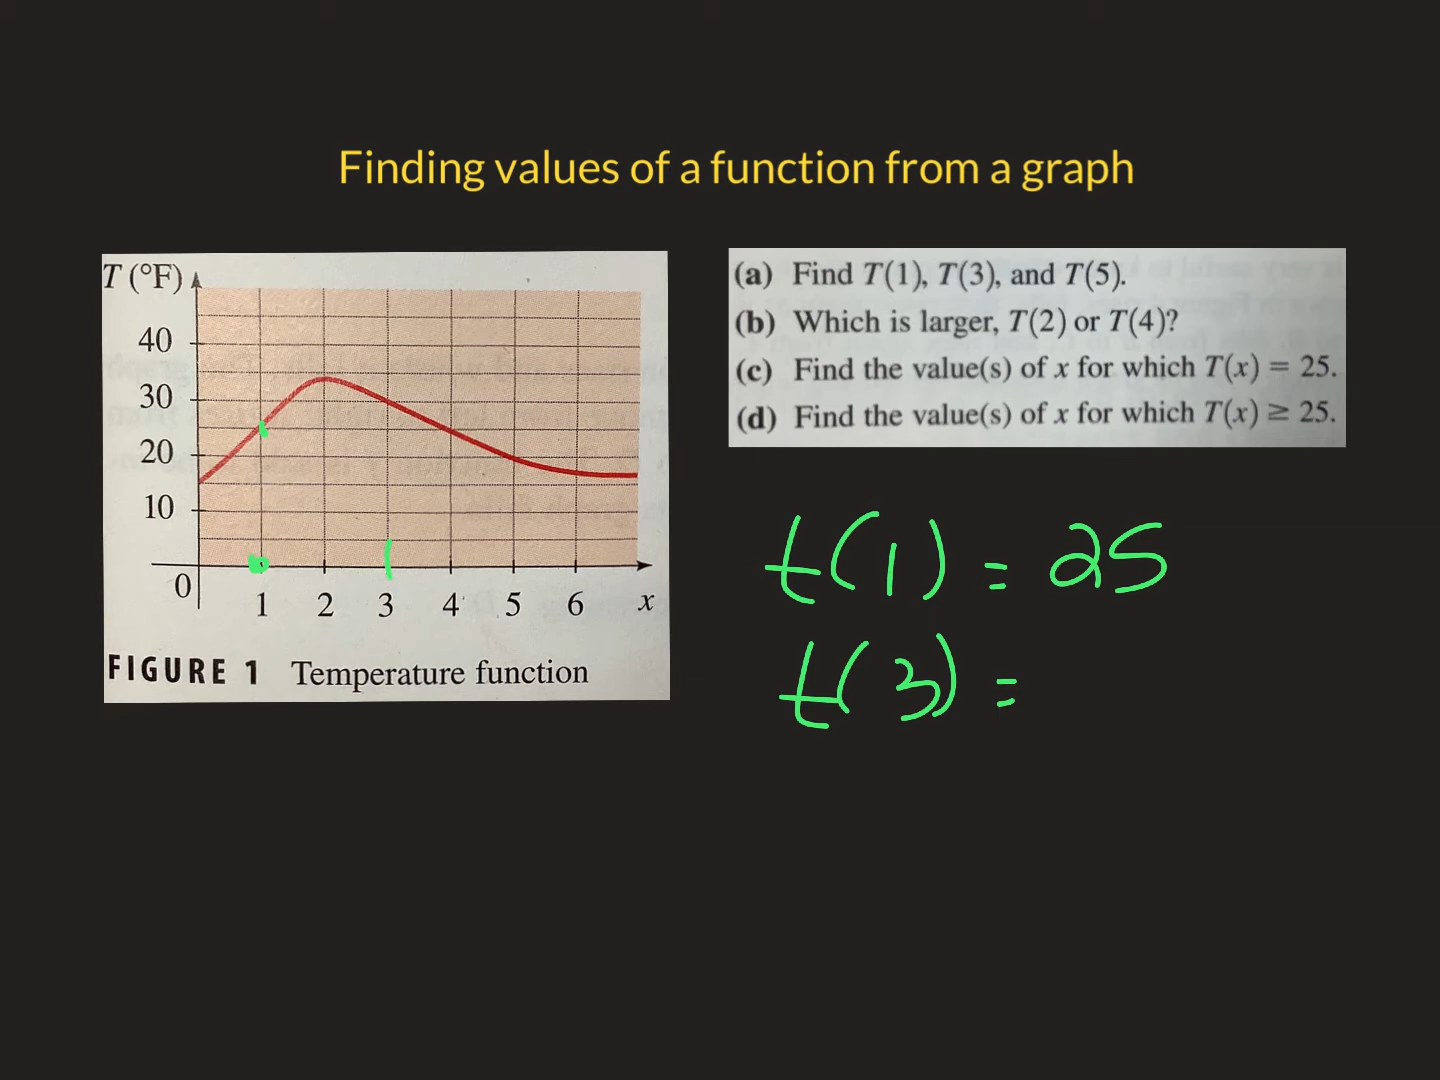 Finding values of a function from a graph
T (°F)
40
30
20
10
0
1 2 3 4 5 6 x
FIGURE 1 Temperature function
(a) Find T(1), T(3), and T(5).
(b) Which is larger, T(2) or T(4)?
(c) Find the value(s) of x for which T(x) = 25.
(d) Find the value(s) of x for which T(x) ≥ 25.
t(1) = 25
t(3) =